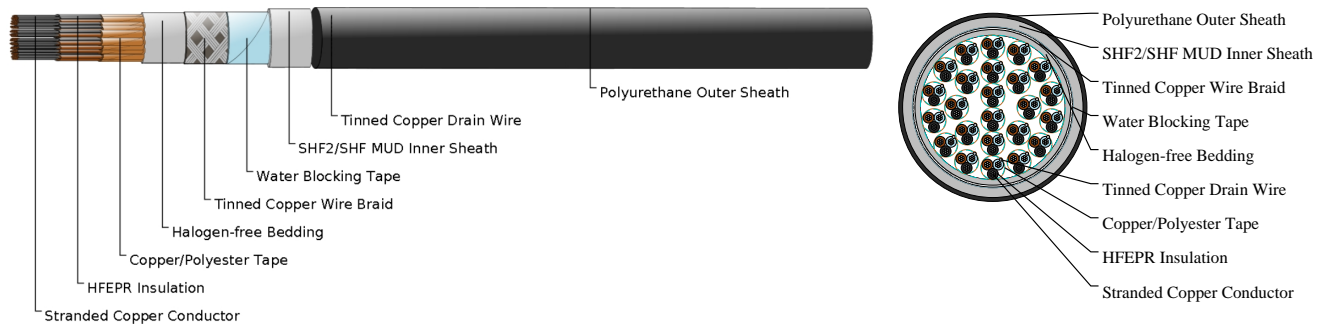 Polyurethane Outer Sheath
Tinned Copper Drain Wire
SHF2/SHF MUD Inner Sheath
Water Blocking Tape
Tinned Copper Wire Braid
Halogen-free Bedding
Copper/Polyester Tape
HFEPR Insulation
Stranded Copper Conductor
Polyurethane Outer Sheath
SHF2/SHF MUD Inner Sheath
Tinned Copper Wire Braid
Water Blocking Tape
Halogen-free Bedding
Tinned Copper Drain Wire
Copper/Polyester Tape
HFEPR Insulation
Stranded Copper Conductor